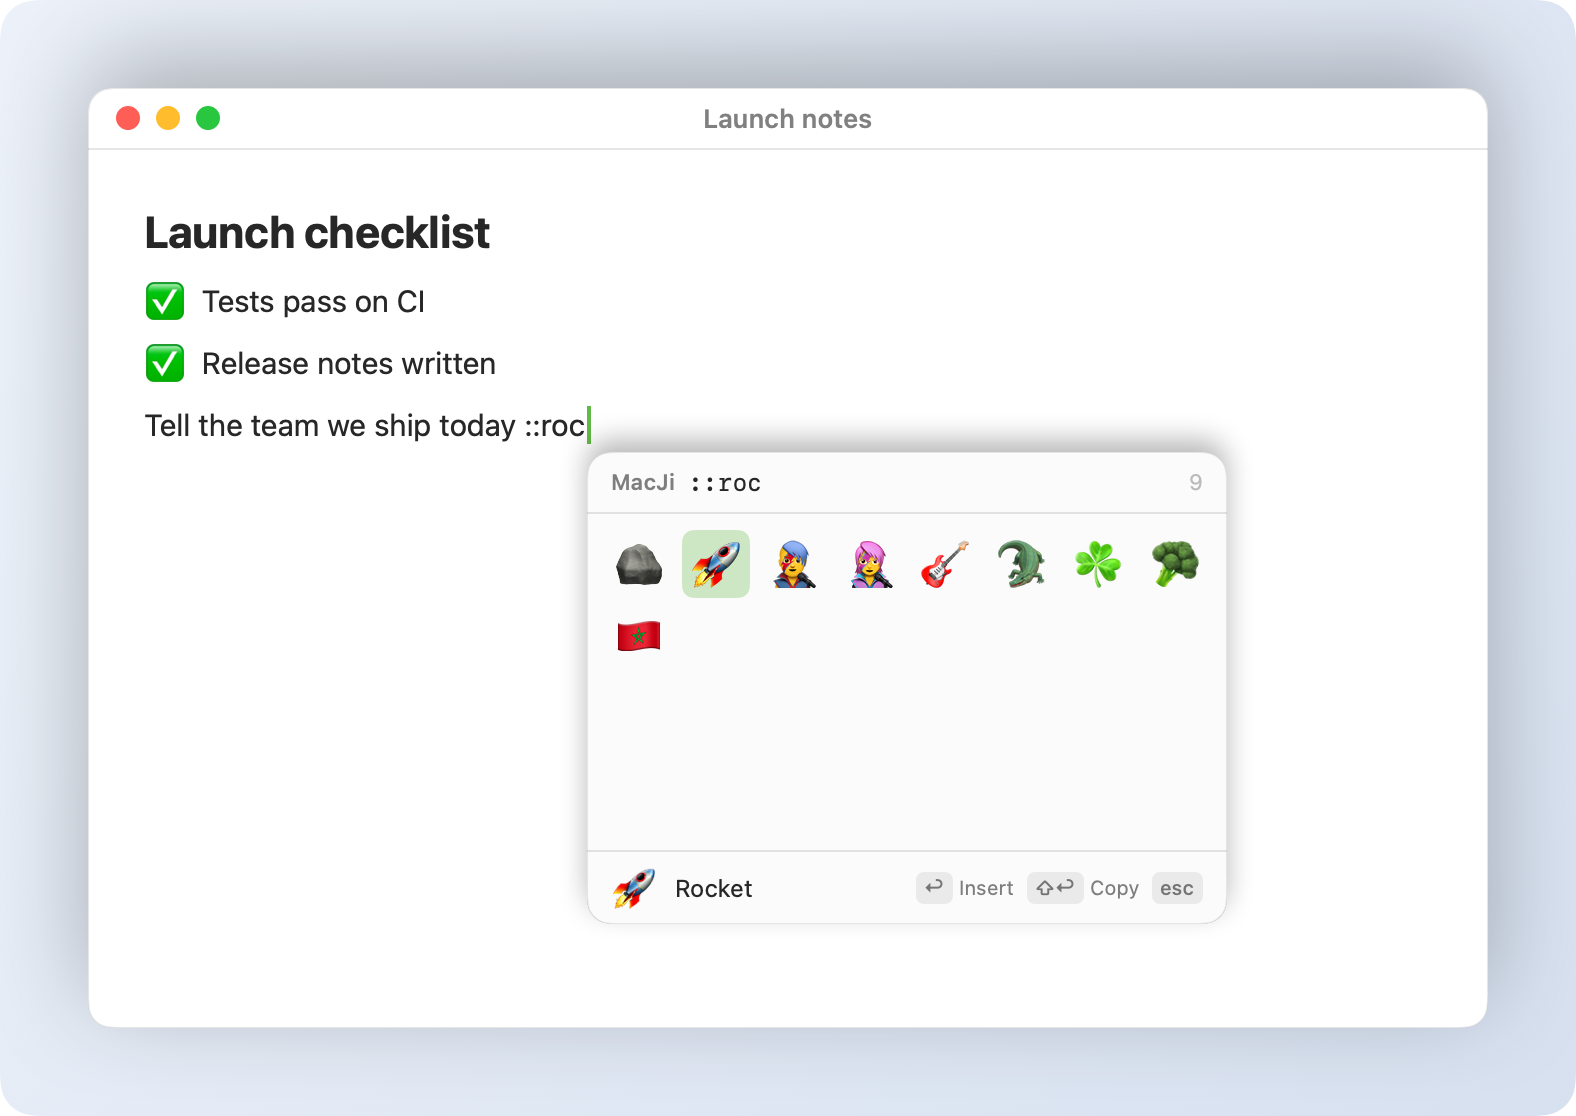 Launch notes
Launch checklist
✅ Tests pass on CI
✅ Release notes written
Tell the team we ship today ::roc
MacJi ::roc 9
Rocket ↩ Insert ⇧↩ Copy esc